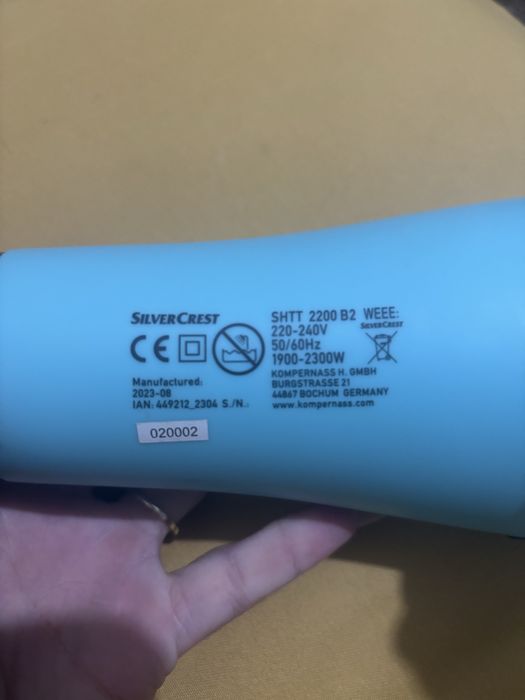 SILVERCREST
CE
Manufactured:
2023-08
IAN: 449212_2304 S./N.:
020002
SHTT 2200 B2
220-240V
50/60Hz
1900-2300W
KOMPERNASS H. GMBH
BURGSTRASSE 21
44867 BOCHUM GERMANY
www.kompernass.com
WEEE:
SILVERCREST